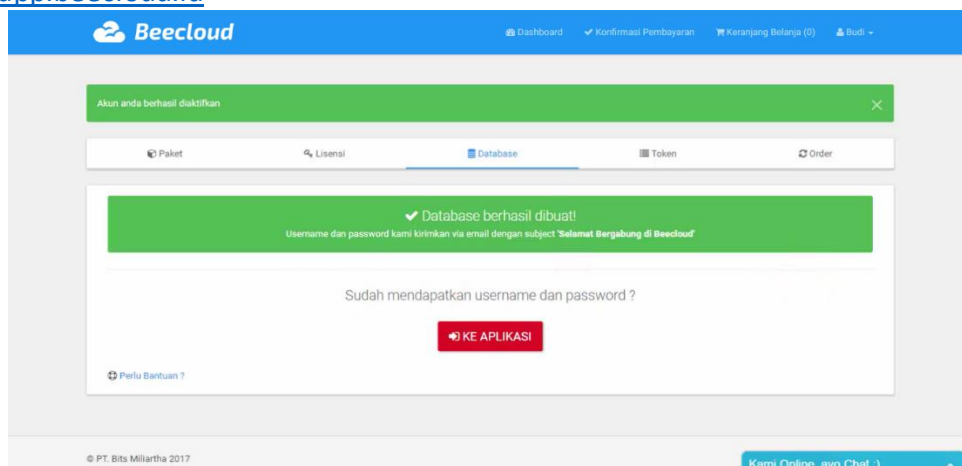 Beecloud
Dashboard Konfirmasi Pembayaran Keranjang Belanja (0) Budi
Akun anda berhasil diaktifkan
Paket Lisensi Database Token Order
Database berhasil dibuat!
Username dan password kami kirimkan via email dengan subject 'Selamat Bergabung di Beecloud'
Sudah mendapatkan username dan password ?
KE APLIKASI
Perlu Bantuan ?
© PT. Bits Miliartha 2017
Kami Online, ayo Chat :)